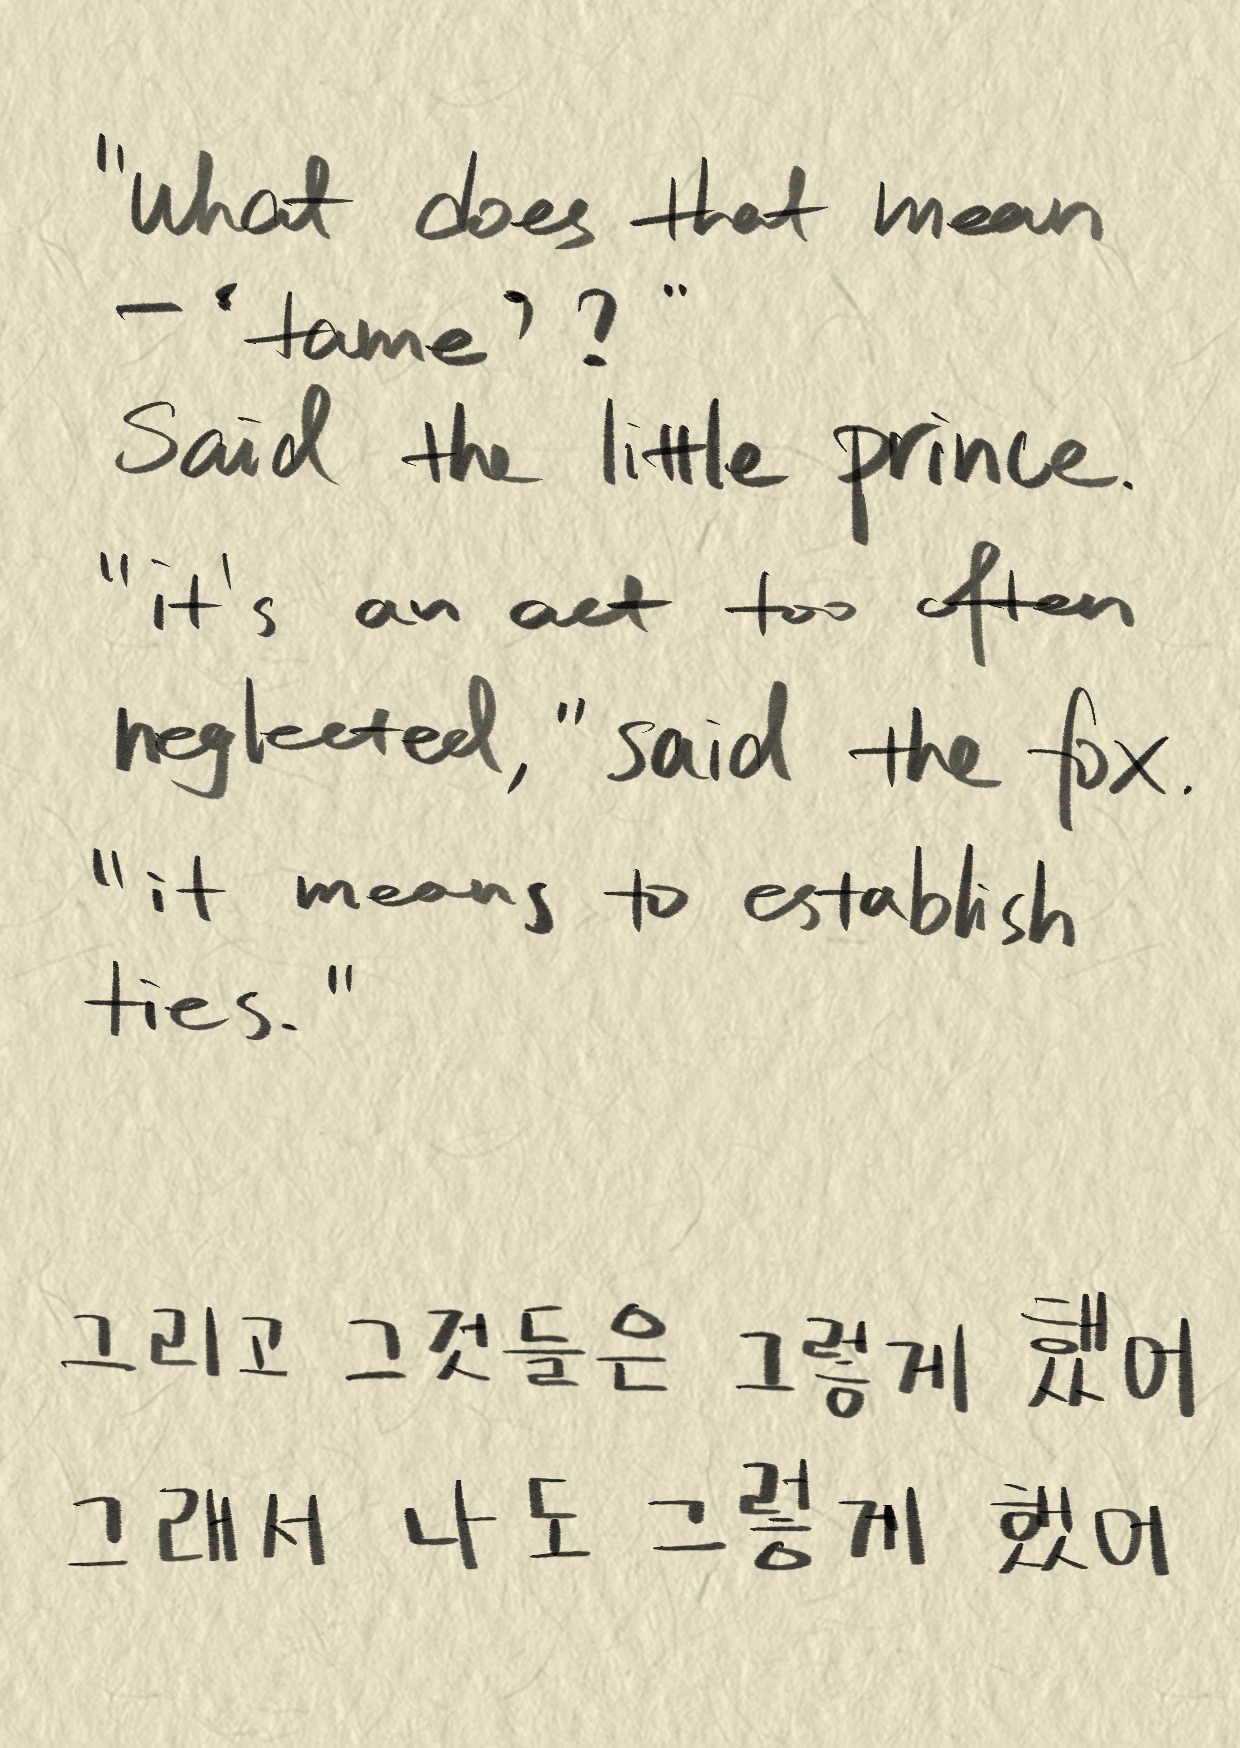 "What does that mean
– 'tame'?"
Said the little prince.
"it's an act too often
neglected," said the fox.
"it means to establish
ties."
그리고 그것들은 그렇게 했어
그래서 나도 그렇게 했어